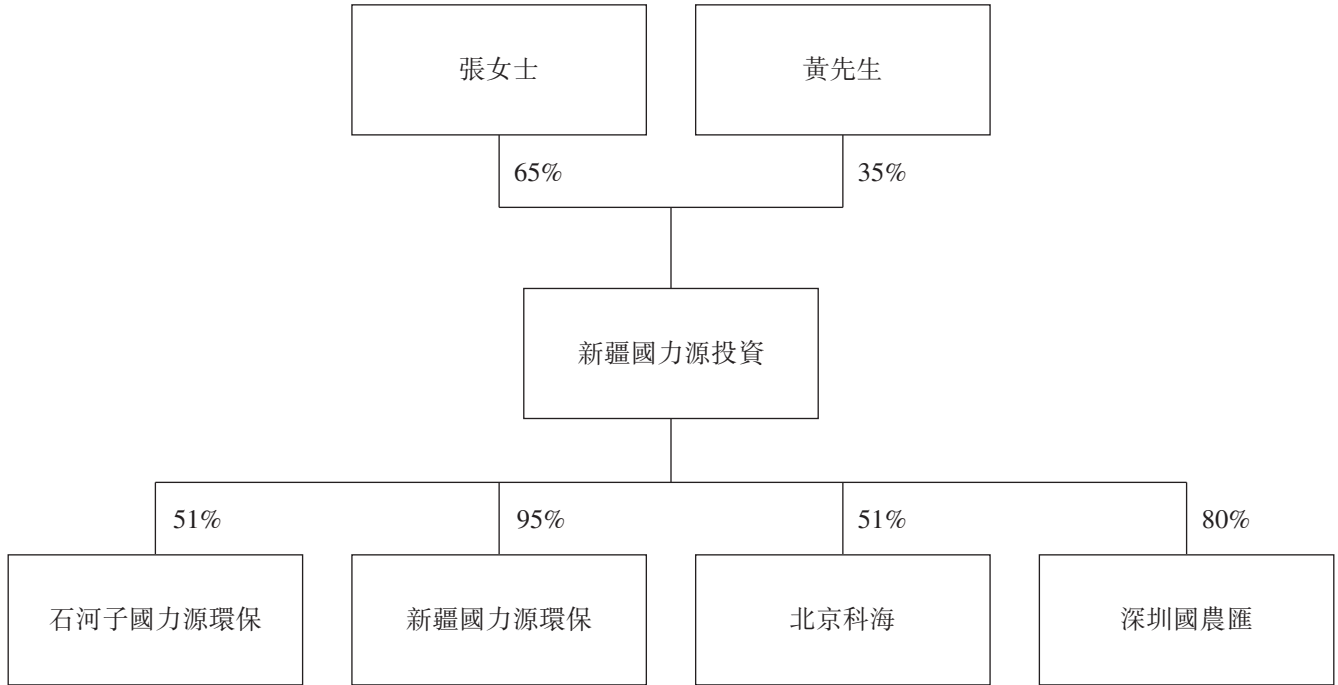 張女士
黃先生
65%
35%
新疆國力源投資
51%
95%
51%
80%
石河子國力源環保
新疆國力源環保
北京科海
深圳國農匯